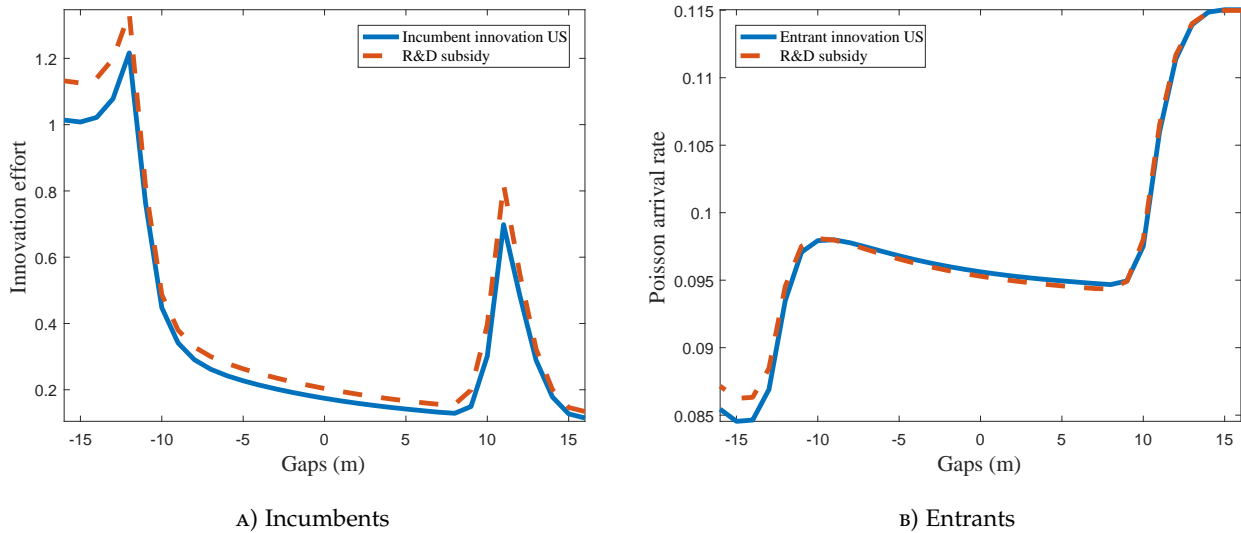 Incumbent innovation US
R&D subsidy
1.2
1
0.8
0.6
0.4
0.2
Innovation effort
-15
-10
-5
0
5
10
15
Gaps (m)
A) Incumbents
Entrant innovation US
R&D subsidy
0.115
0.11
0.105
0.1
0.095
0.09
0.085
Poisson arrival rate
-15
-10
-5
0
5
10
15
Gaps (m)
B) Entrants